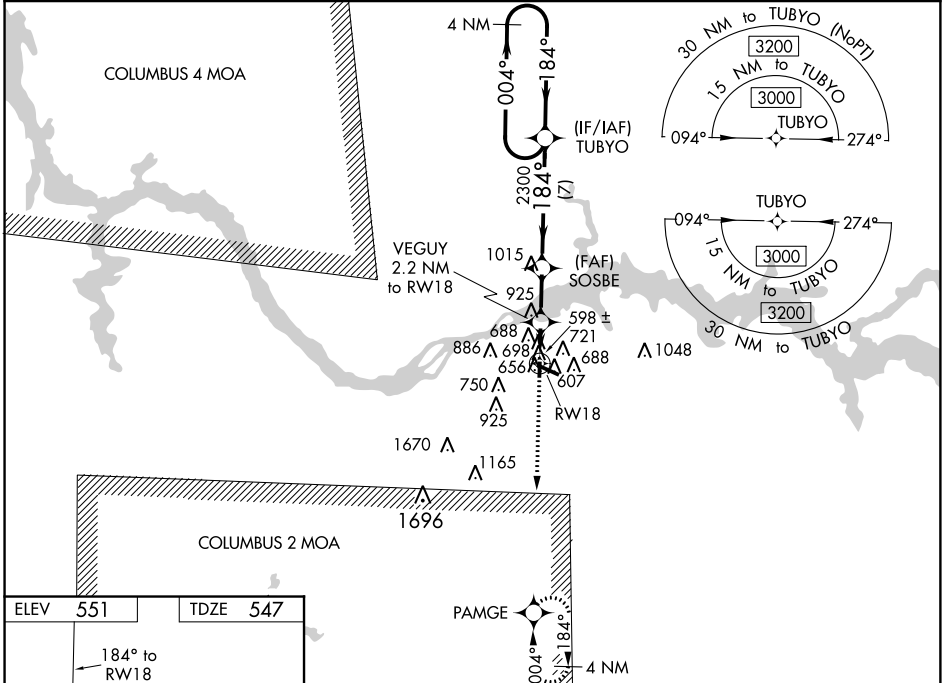 COLUMBUS 4 MOA
4 NM
004°
184°
(IF/IAF)
TUBYO
2300
184°
(7)
30 NM to TUBYO (NoPT)
3200
15 NM to TUBYO
3000
TUBYO
094°
274°
TUBYO
094°
274°
3000
15 NM to TUBYO
3200
30 NM to TUBYO
VEGUY
2.2 NM
to RW18
1015
(FAF)
SOSBE
925
598 ±
688
721
886
698
688
1048
656
607
750
925
RW18
1670
1165
1696
COLUMBUS 2 MOA
ELEV 551
TDZE 547
184° to
RW18
PAMGE
184°
004°
4 NM